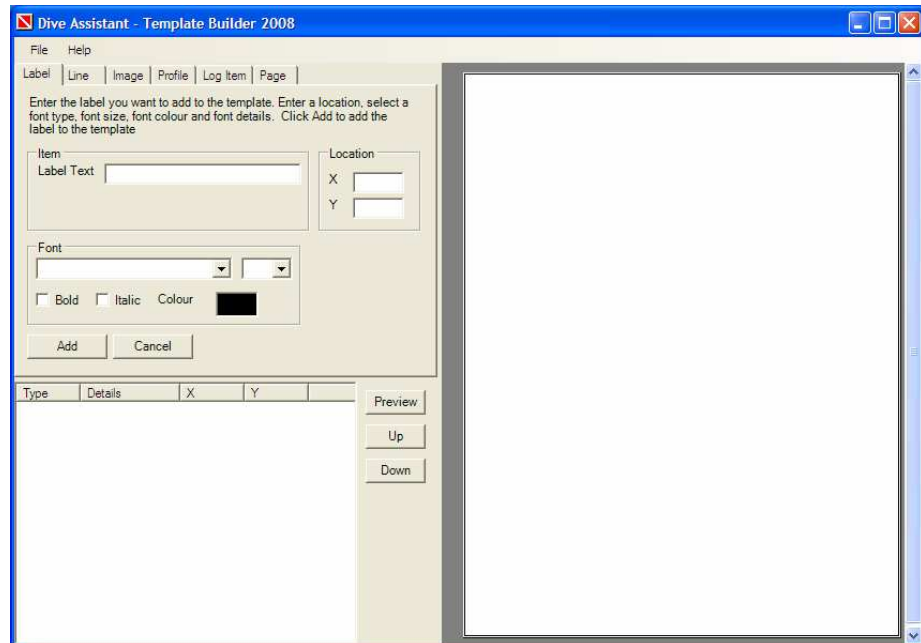 Dive Assistant - Template Builder 2008
File Help
Label Line Image Profile Log Item Page
Enter the label you want to add to the template. Enter a location, select a
font type, font size, font colour and font details. Click Add to add the
label to the template
Item
Label Text
Location
X
Y
Font
Bold Italic Colour
Add Cancel
Type Details X Y
Preview
Up
Down